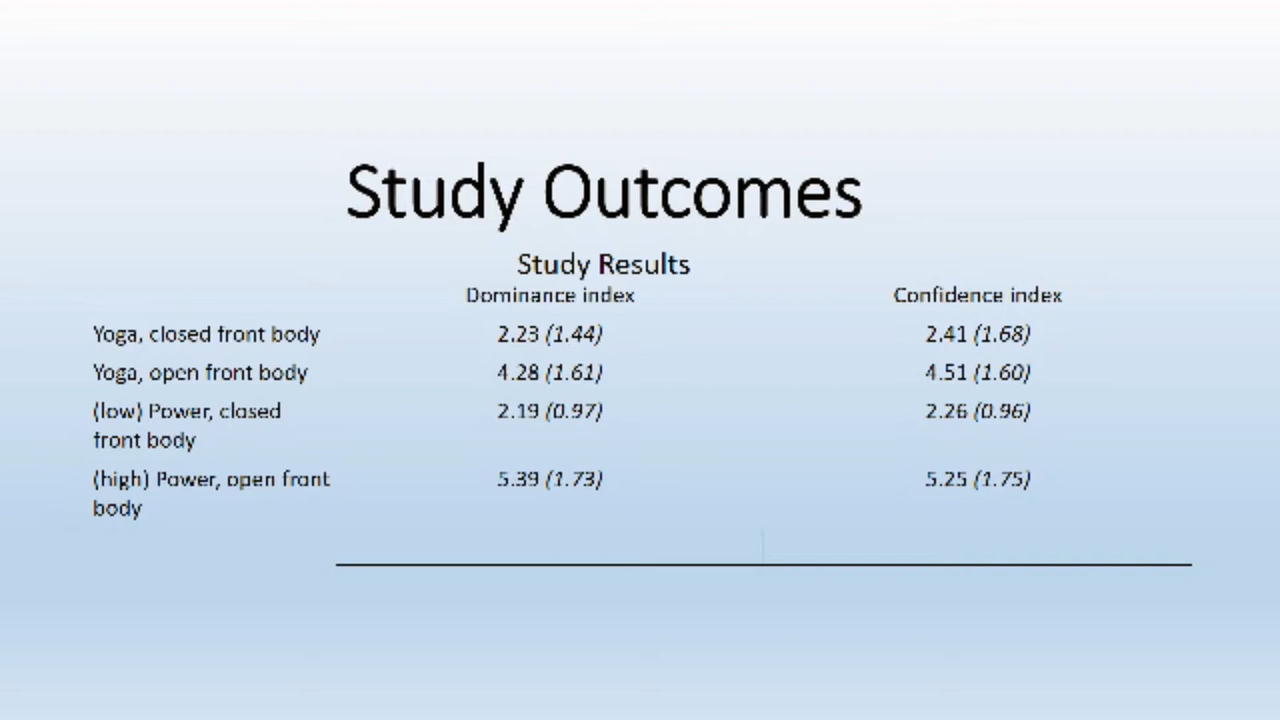 Study Outcomes
Study Results
Dominance index Confidence index
Yoga, closed front body 2.23 (1.44) 2.41 (1.68)
Yoga, open front body 4.28 (1.61) 4.51 (1.60)
(low) Power, closed 2.19 (0.97) 2.26 (0.96)
front body
(high) Power, open front 5.39 (1.73) 5.25 (1.75)
body